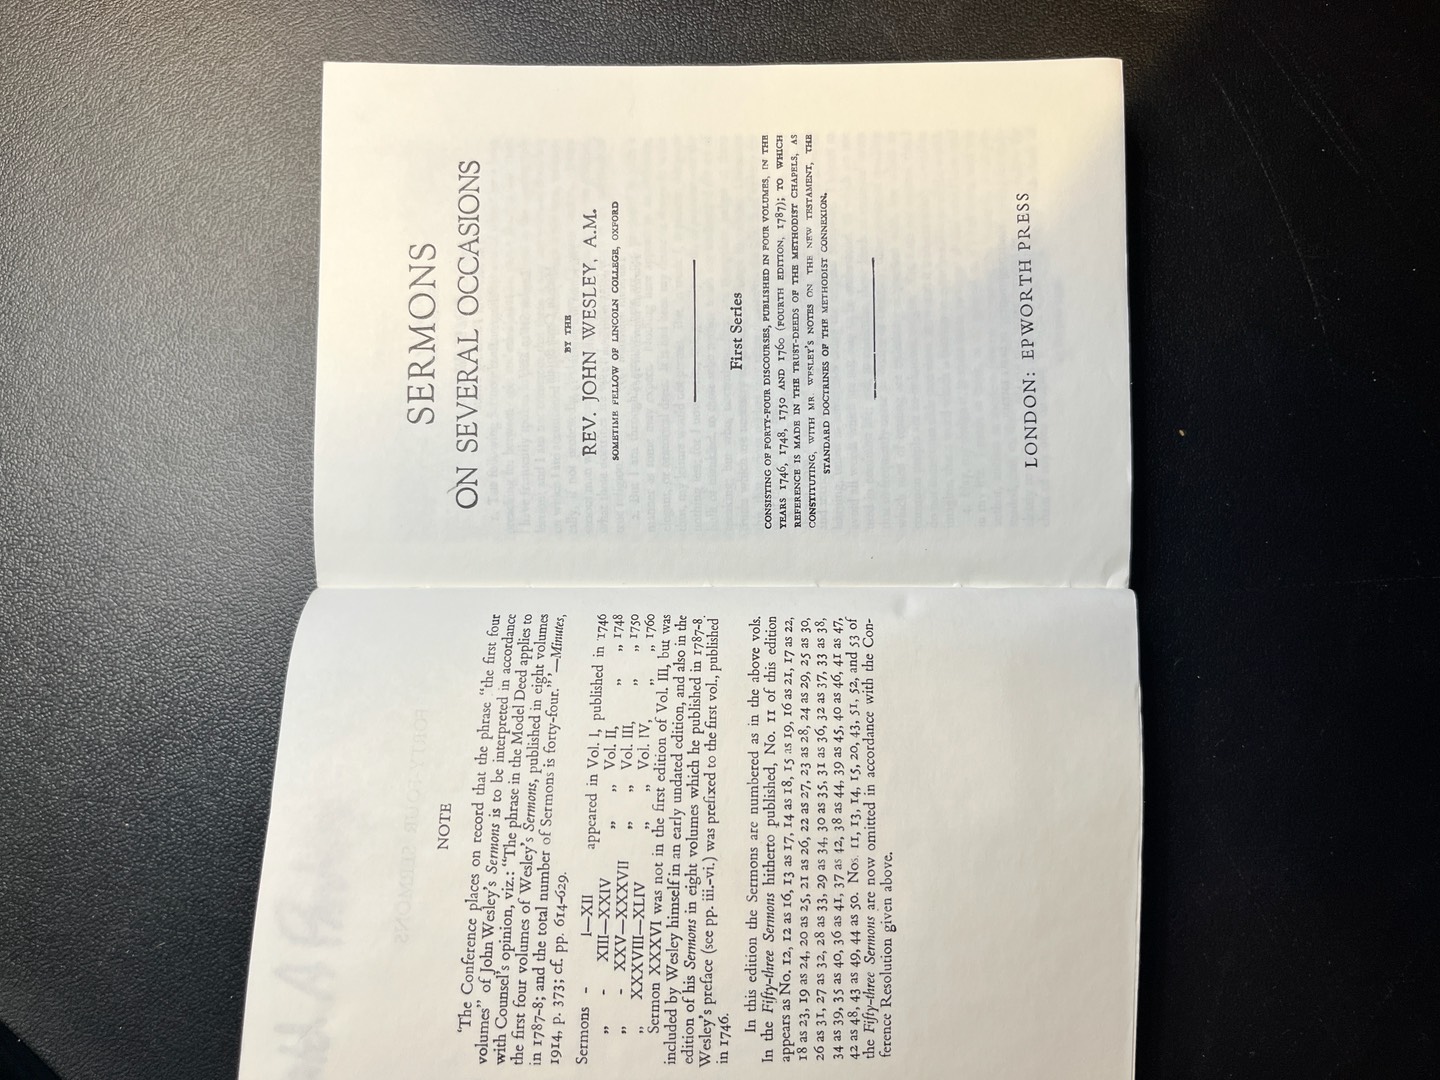 NOTE
'The Conference places on record that the phrase "the first four
volumes" of John Wesley's Sermons is to be interpreted in accordance
with Counsel's opinion, viz.: "The phrase in the Model Deed applies to
the first four volumes of Wesley's Sermons, published in eight volumes
in 1787-8; and the total number of Sermons is forty-four."'—Minutes,
1914, p. 373; cf. pp. 614-629.
Sermons - I—XII appeared in Vol. I, published in 1746
„ - XIII—XXIV „ Vol. II, „ „ 1748
„ - XXV—XXXVII „ Vol. III, „ „ 1750
„ XXXVIII—XLIV „ Vol. IV, „ „ 1760
Sermon XXXVI was not in the first edition of Vol. III, but was
included by Wesley himself in an early undated edition, and also in the
edition of his Sermons in eight volumes which he published in 1787-8.
Wesley's preface (see pp. iii.-vi.) was prefixed to the first vol., published
in 1746.
In this edition the Sermons are numbered as in the above vols.
In the Fifty-three Sermons hitherto published, No. 11 of this edition
appears as No. 12, 12 as 16, 13 as 17, 14 as 18, 15 as 19, 16 as 21, 17 as 22,
18 as 23, 19 as 24, 20 as 25, 21 as 26, 22 as 27, 23 as 28, 24 as 29, 25 as 30,
26 as 31, 27 as 32, 28 as 33, 29 as 34, 30 as 35, 31 as 36, 32 as 37, 33 as 38,
34 as 39, 35 as 40, 36 as 41, 37 as 42, 38 as 44, 39 as 45, 40 as 46, 41 as 47,
42 as 48, 43 as 49, 44 as 50. Nos. 11, 13, 14, 15, 20, 43, 51, 52, and 53 of
the Fifty-three Sermons are now omitted in accordance with the Con-
ference Resolution given above.
SERMONS
ON SEVERAL OCCASIONS
BY THE
REV. JOHN WESLEY, A.M.
SOMETIME FELLOW OF LINCOLN COLLEGE, OXFORD
First Series
CONSISTING OF FORTY-FOUR DISCOURSES, PUBLISHED IN FOUR VOLUMES, IN THE
YEARS 1746, 1748, 1750 AND 1760 (FOURTH EDITION, 1787); TO WHICH
REFERENCE IS MADE IN THE TRUST-DEEDS OF THE METHODIST CHAPELS, AS
CONSTITUTING, WITH MR. WESLEY'S NOTES ON THE NEW TESTAMENT, THE
STANDARD DOCTRINES OF THE METHODIST CONNEXION.
LONDON: EPWORTH PRESS